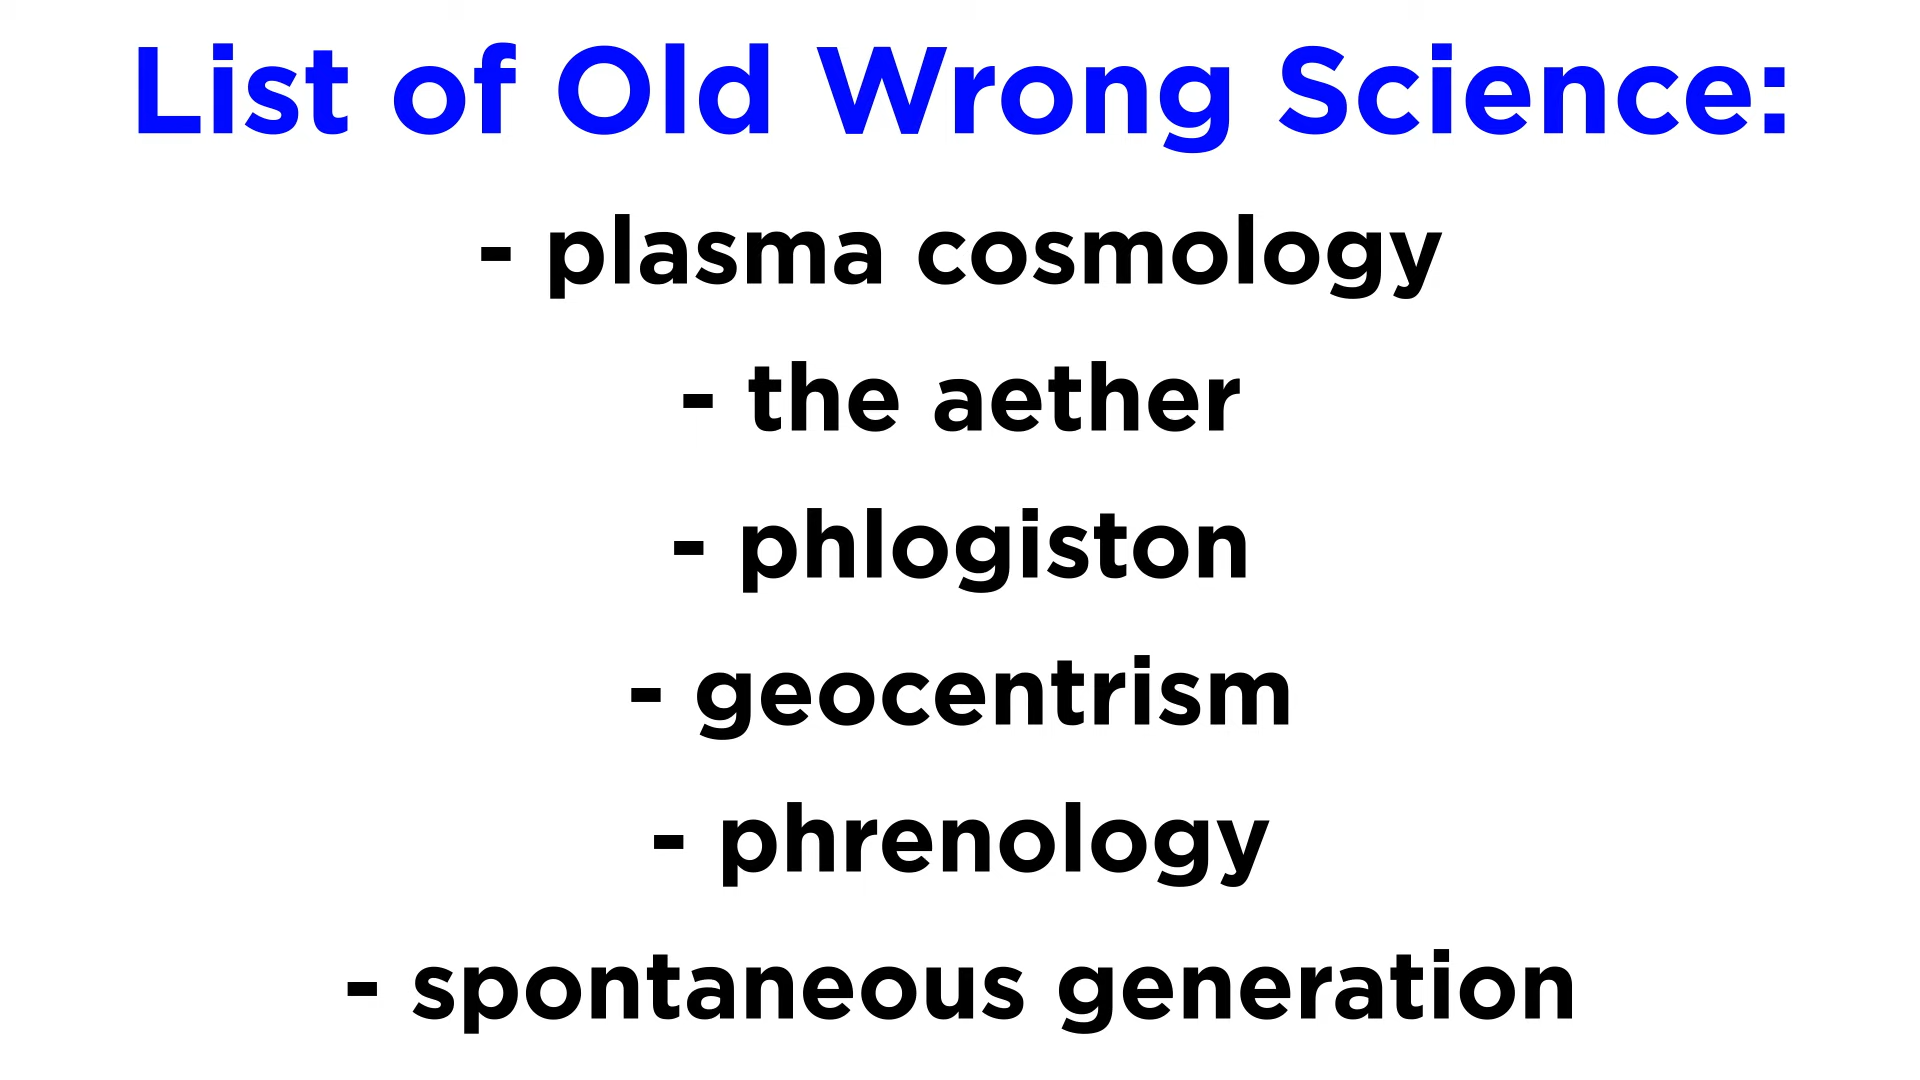 List of Old Wrong Science:
- plasma cosmology
- the aether
- phlogiston
- geocentrism
- phrenology
- spontaneous generation